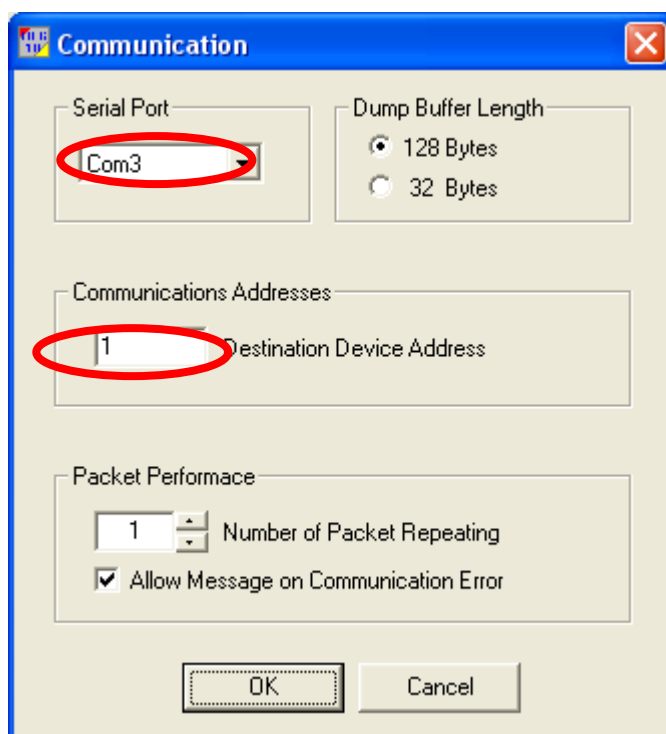 Communication
Serial Port
Com3
Dump Buffer Length
128 Bytes
32 Bytes
Communications Addresses
1 Destination Device Address
Packet Performace
1 Number of Packet Repeating
Allow Message on Communication Error
OK Cancel